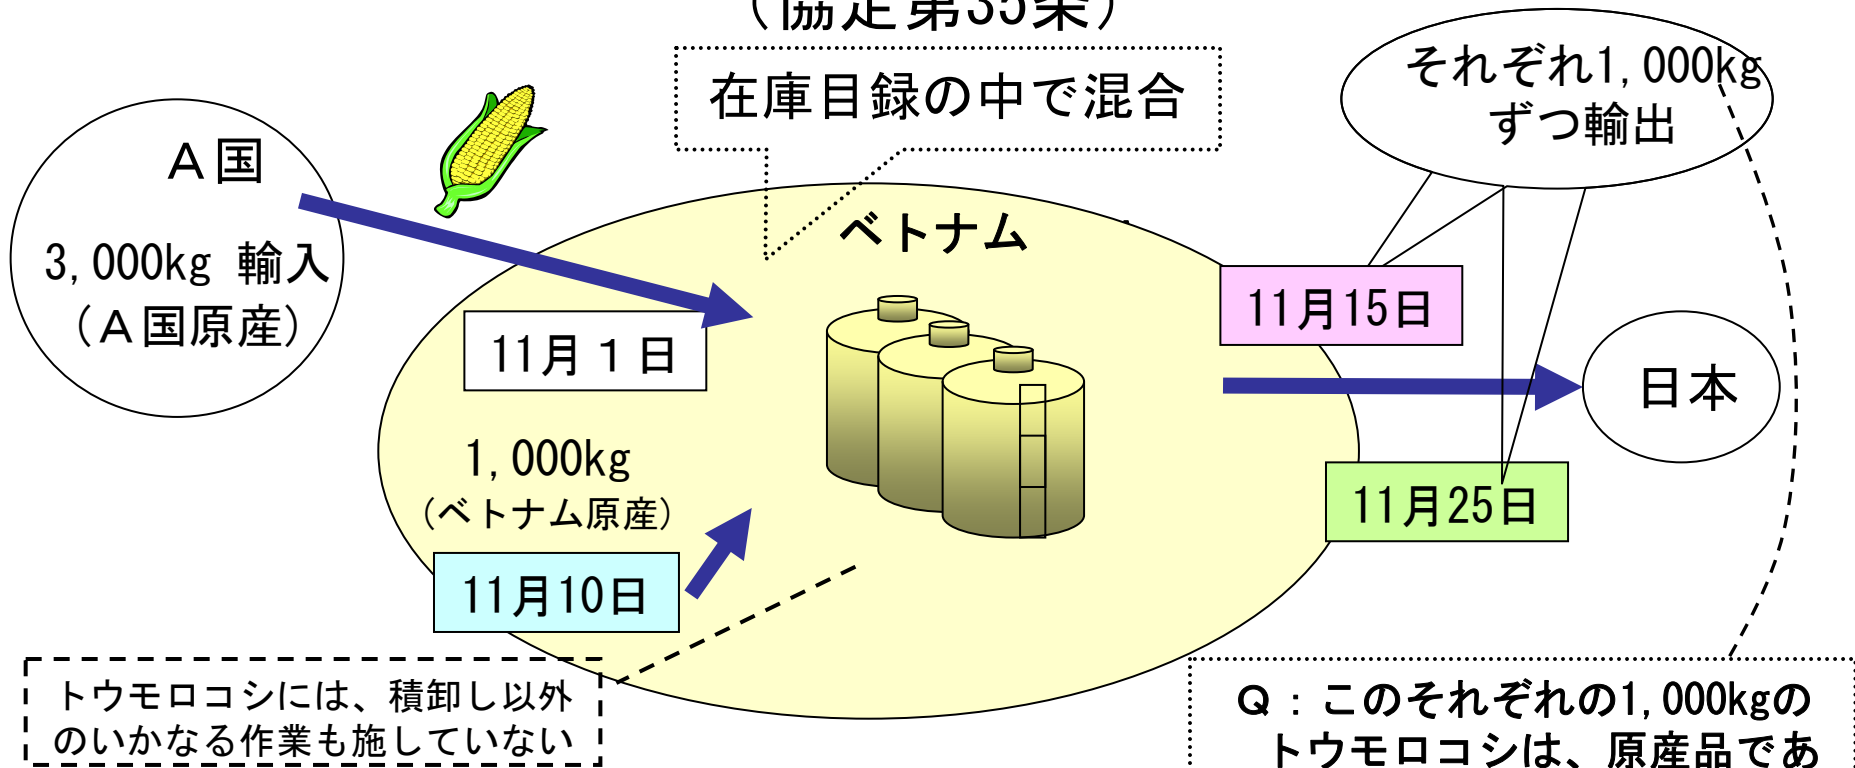 （協定第35条）
在庫目録の中で混合
それぞれ1,000kg
ずつ輸出
Ａ国
3,000kg 輸入
（Ａ国原産）
ベトナム
11月１日
11月15日
日本
1,000kg
（ベトナム原産）
11月25日
11月10日
トウモロコシには、積卸し以外
のいかなる作業も施していない
Ｑ：このそれぞれの1,000kgの
トウモロコシは、原産品であ